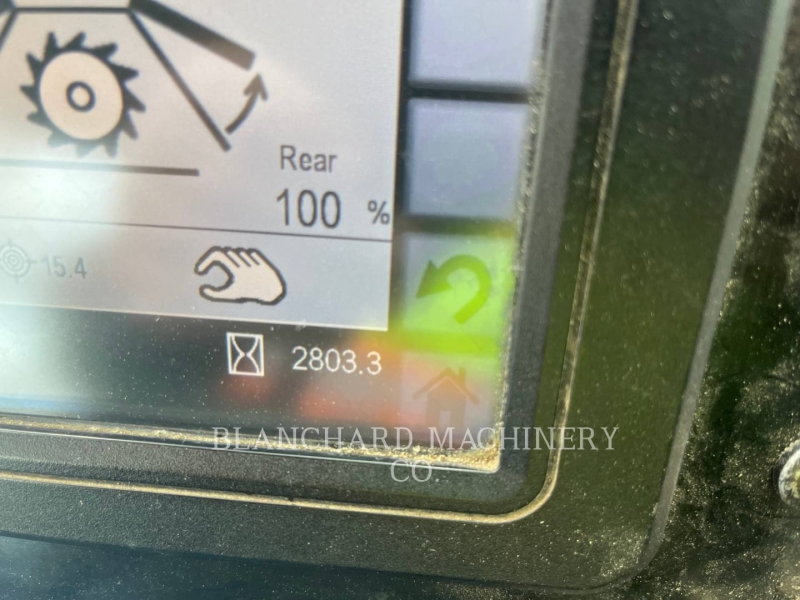 Rear
100 %
15.4
2803.3
BLANCHARD MACHINERY
CO.